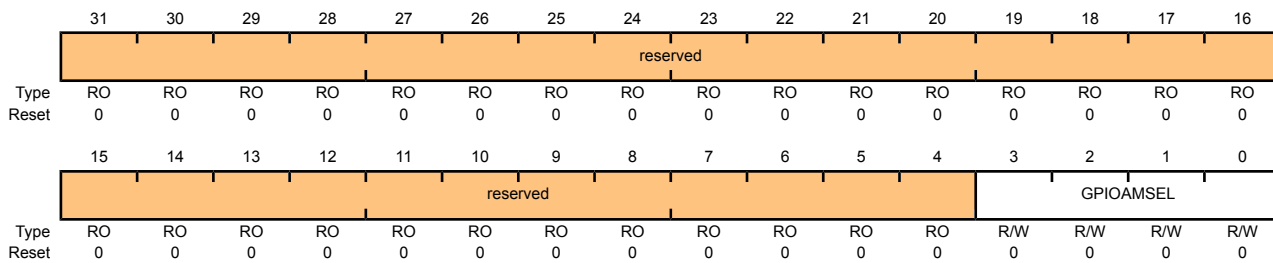 31 30 29 28 27 26 25 24 23 22 21 20 19 18 17 16
reserved
Type RO RO RO RO RO RO RO RO RO RO RO RO RO RO RO RO
Reset 0 0 0 0 0 0 0 0 0 0 0 0 0 0 0 0
15 14 13 12 11 10 9 8 7 6 5 4 3 2 1 0
reserved GPIOAMSEL
Type RO RO RO RO RO RO RO RO RO RO RO RO R/W R/W R/W R/W
Reset 0 0 0 0 0 0 0 0 0 0 0 0 0 0 0 0